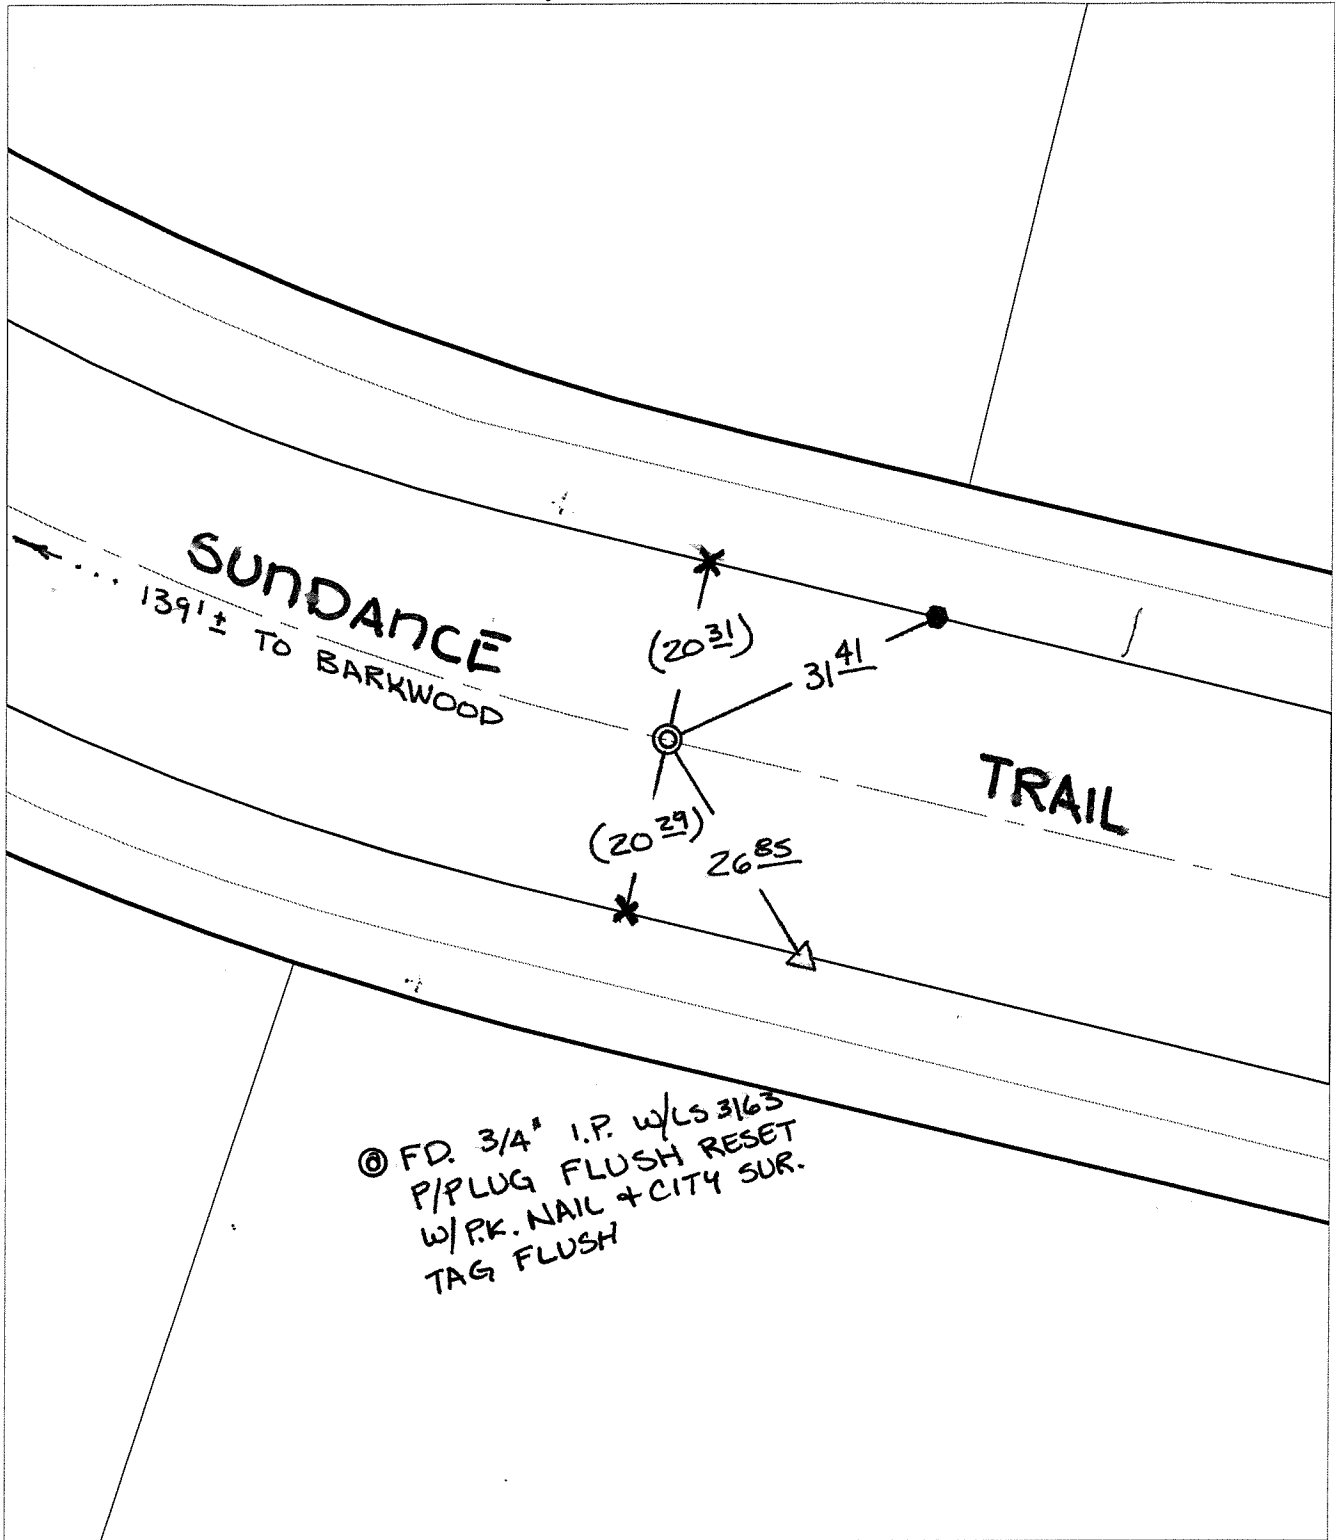 SUNDANCE
139'± TO BARKWOOD
(20 31)
31 41
TRAIL
(20 29)
26 85
◎ FD. 3/4" I.P. W/LS 3163
P/PLUG FLUSH RESET
W/P.K. NAIL & CITY SUR.
TAG FLUSH